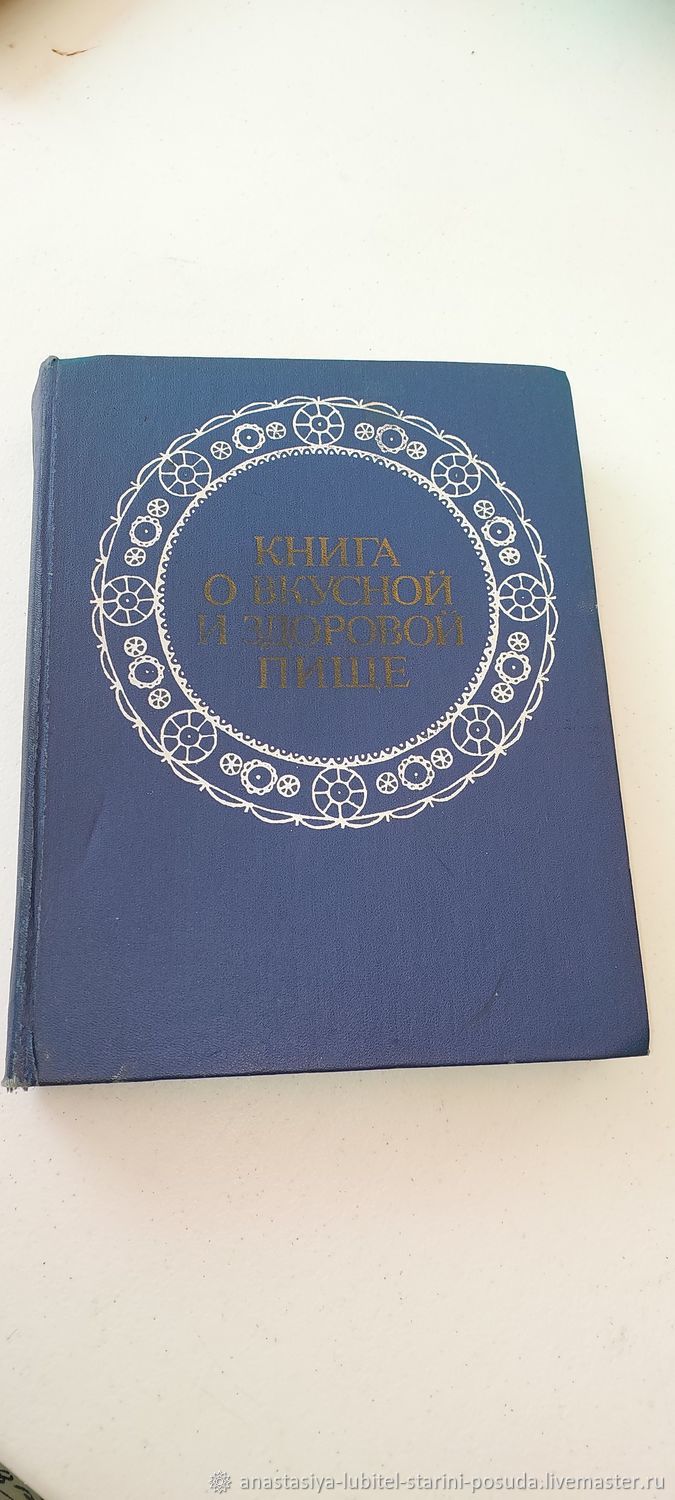 КНИГА
О ВКУСНОЙ
И ЗДОРОВОЙ
ПИЩЕ
anastasiya-lubitel-starini-posuda.livemaster.ru